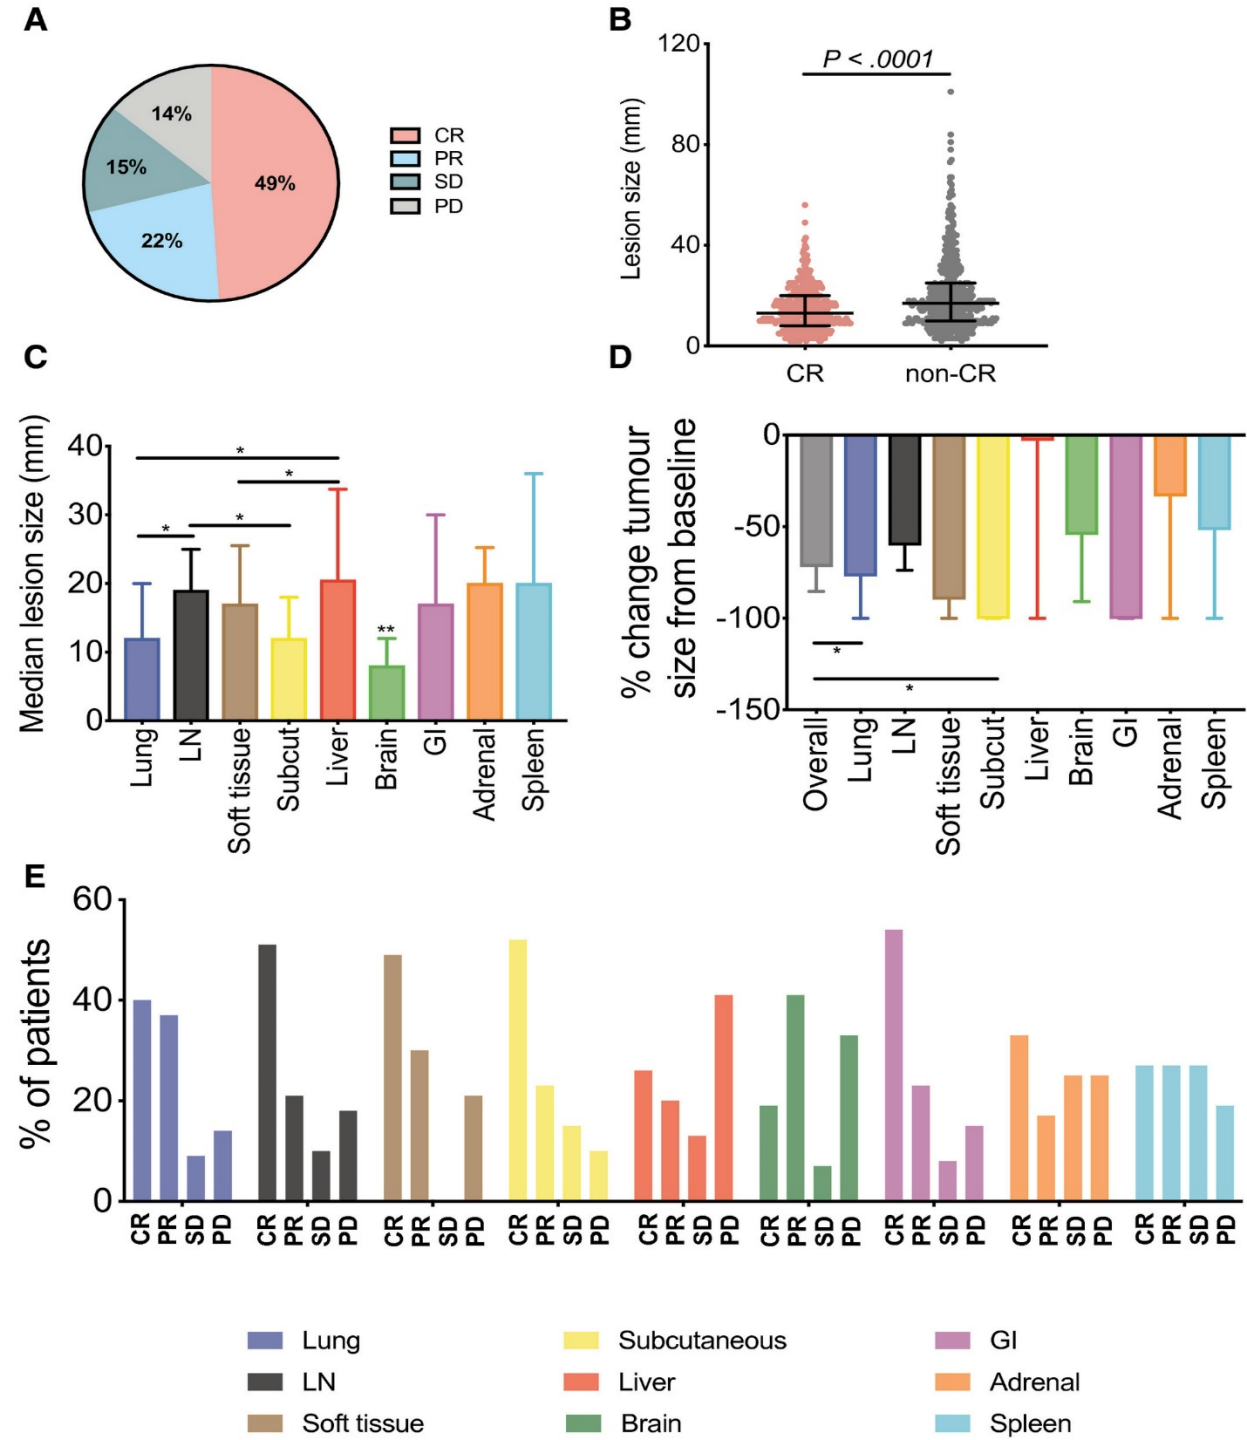 A
14%
15%
49%
22%
CR
PR
SD
PD
B
Lesion size (mm)
120
80
40
0
P < .0001
CR
non-CR
C
Median lesion size (mm)
40
30
20
10
0
*
*
*
*
**
Lung
LN
Soft tissue
Subcut
Liver
Brain
GI
Adrenal
Spleen
D
% change tumour
size from baseline
0
-50
-100
-150
*
*
Overall
Lung
LN
Soft tissue
Subcut
Liver
Brain
GI
Adrenal
Spleen
E
% of patients
60
40
20
0
CR PR SD PD CR PR SD PD CR PR SD PD CR PR SD PD CR PR SD PD CR PR SD PD CR PR SD PD CR PR SD PD CR PR SD PD
Lung
Subcutaneous
GI
LN
Liver
Adrenal
Soft tissue
Brain
Spleen